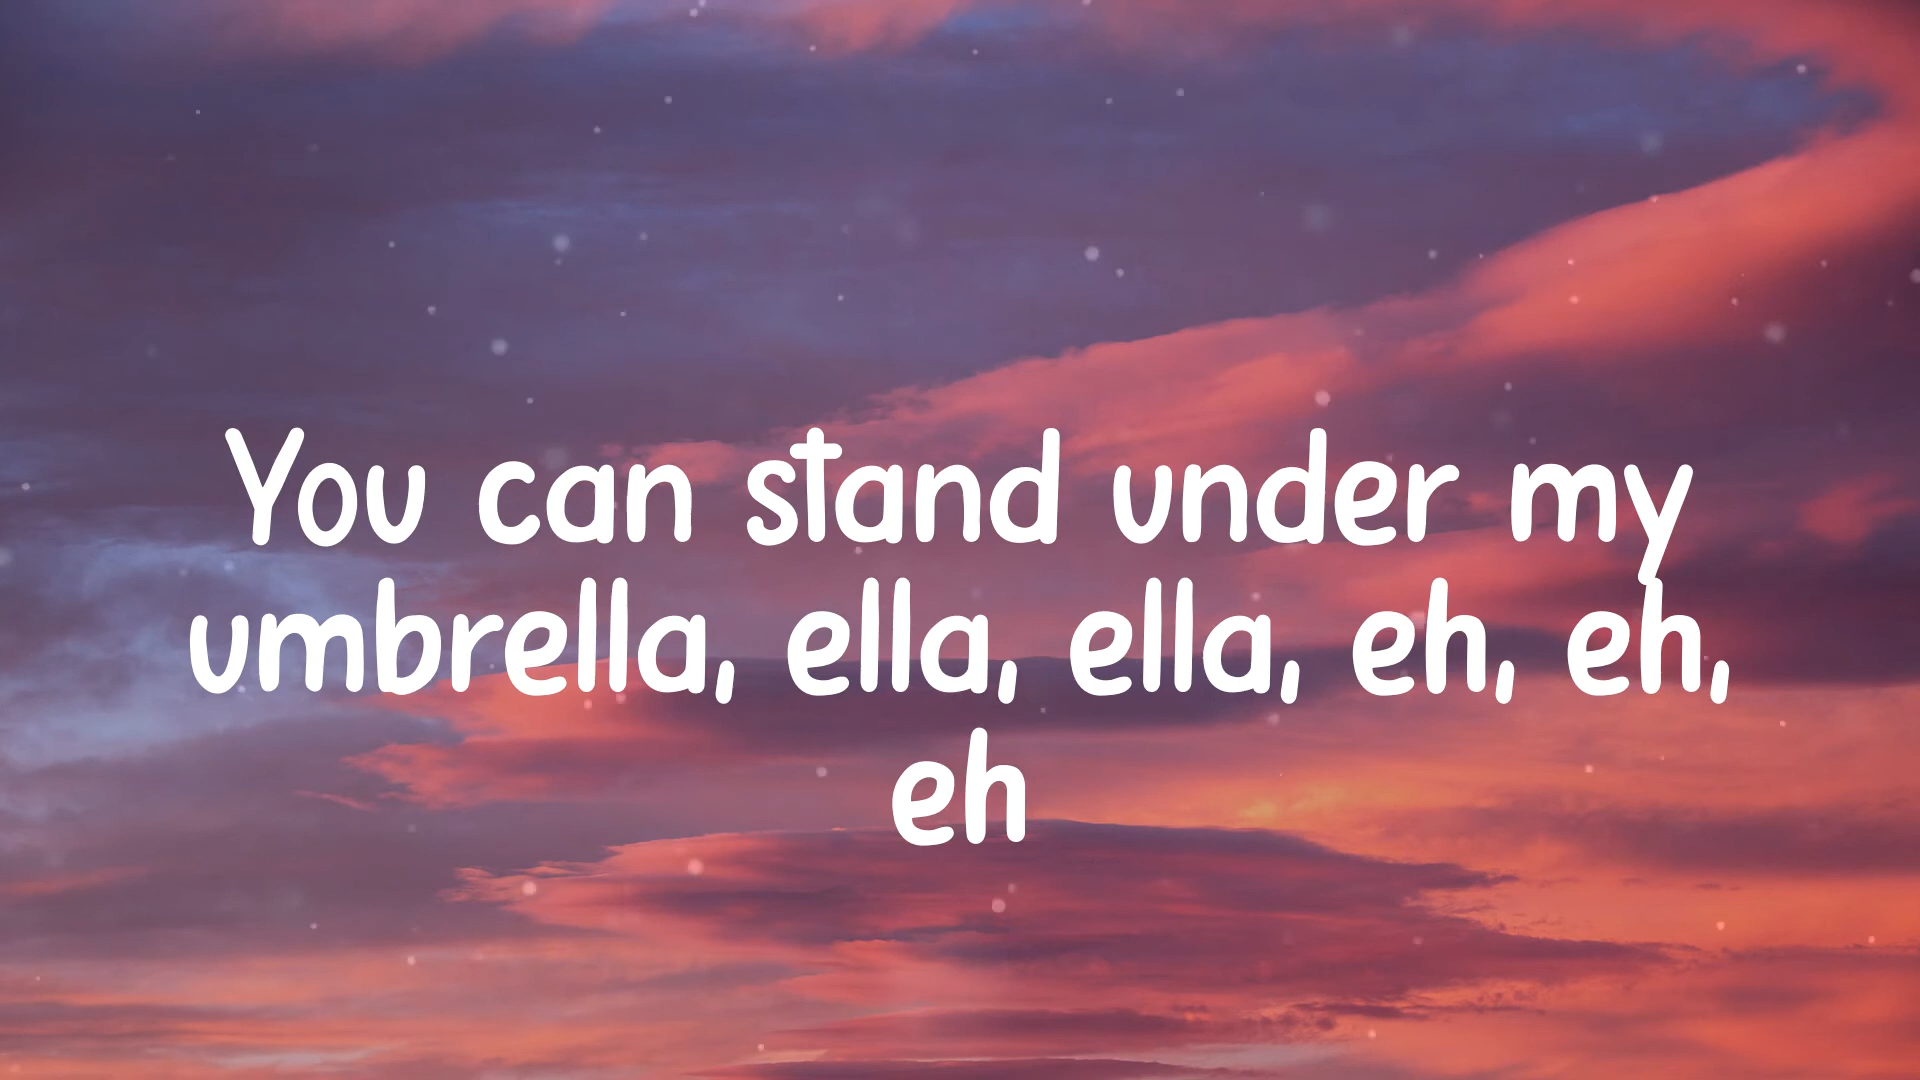 You can stand under my
umbrella, ella, ella, eh, eh,
eh